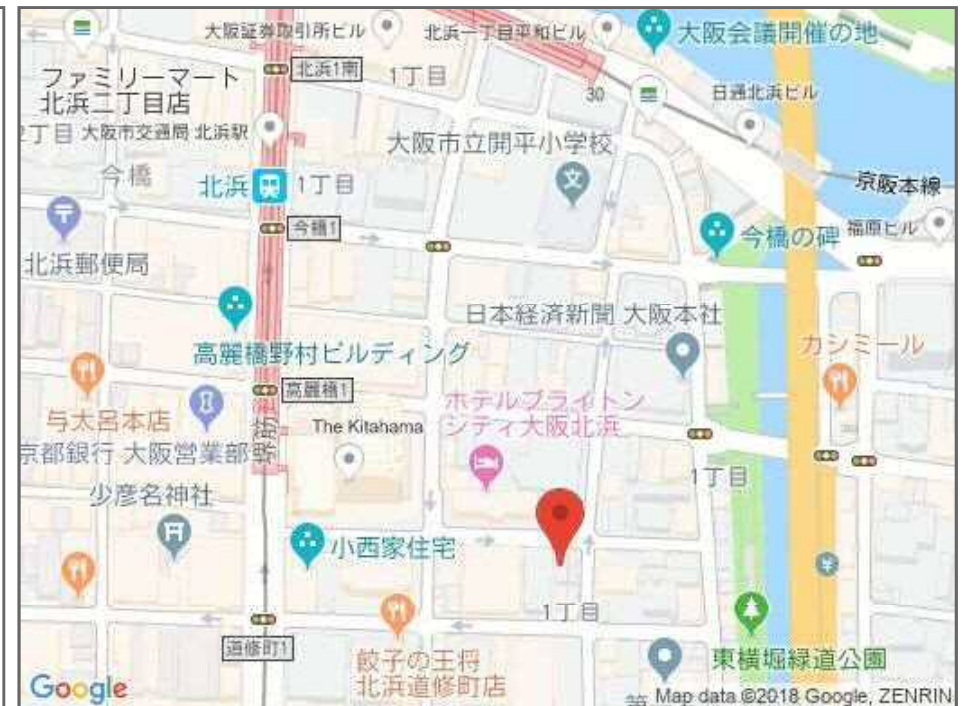 大阪証券取引所ビル
北浜一丁目平和ビル
大阪会議開催の地
ファミリーマート
北浜二丁目店
北浜1南
1丁目
30
日通北浜ビル
2丁目
大阪市交通局 北浜駅
大阪市立開平小学校
今橋
北浜
1丁目
京阪本線
今橋1
今橋の碑
福原ビル
北浜郵便局
日本経済新聞 大阪本社
高麗橋野村ビルディング
カシミール
高麗橋1
ホテルブライトン
シティ大阪北浜
与太呂本店
The Kitahama
京都銀行 大阪営業部
1丁目
少彦名神社
小西家住宅
1丁目
道修町1
餃子の王将
北浜道修町店
東横堀緑道公園
Google
Map data ©2018 Google, ZENRIN